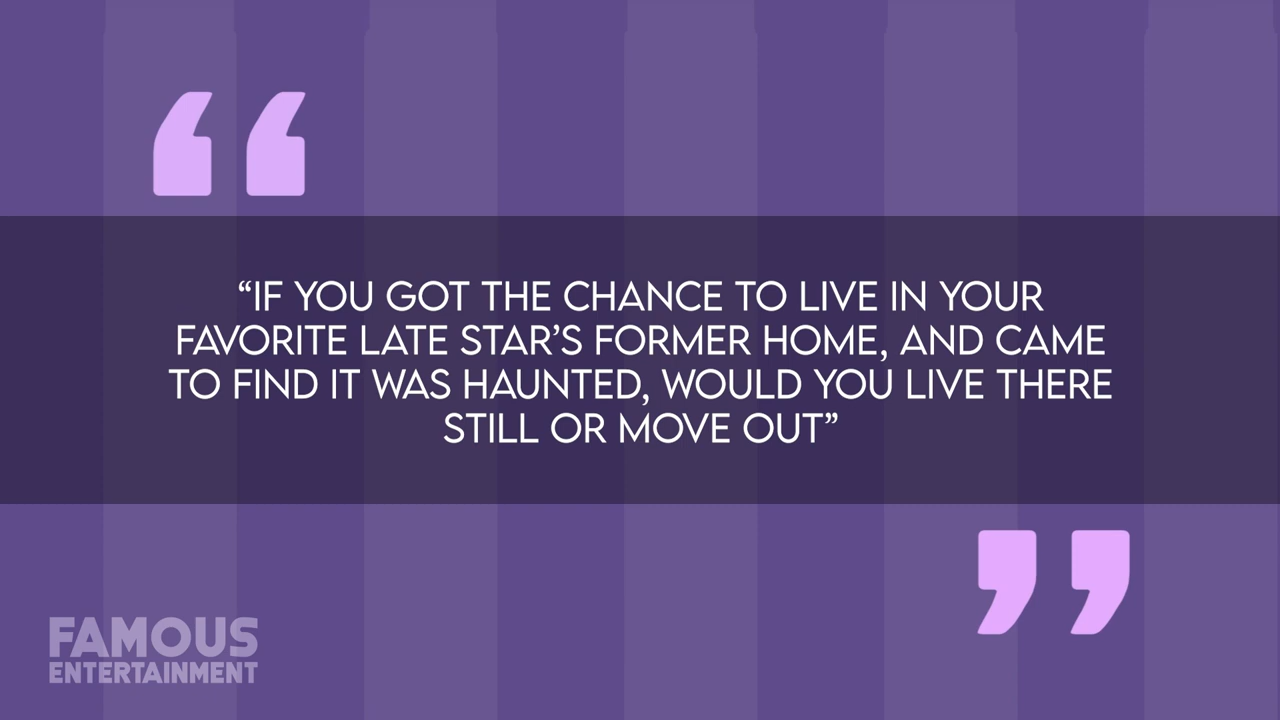 “IF YOU GOT THE CHANCE TO LIVE IN YOUR
FAVORITE LATE STAR’S FORMER HOME, AND CAME
TO FIND IT WAS HAUNTED, WOULD YOU LIVE THERE
STILL OR MOVE OUT”
FAMOUS
ENTERTAINMENT